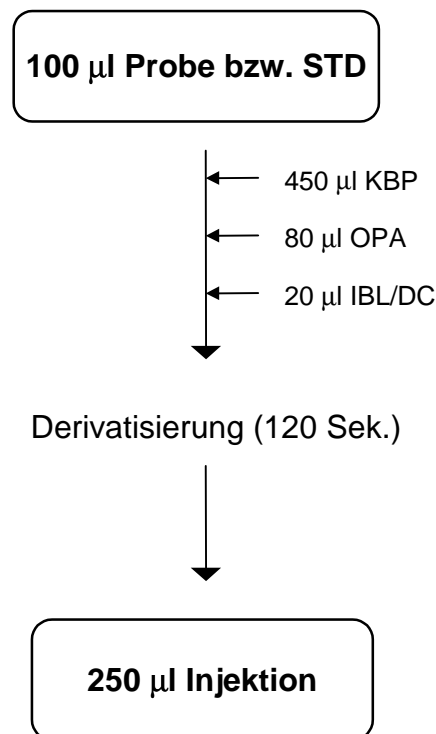 100 μl Probe bzw. STD
450 μl KBP
80 μl OPA
20 μl IBL/DC
Derivatisierung (120 Sek.)
250 μl Injektion